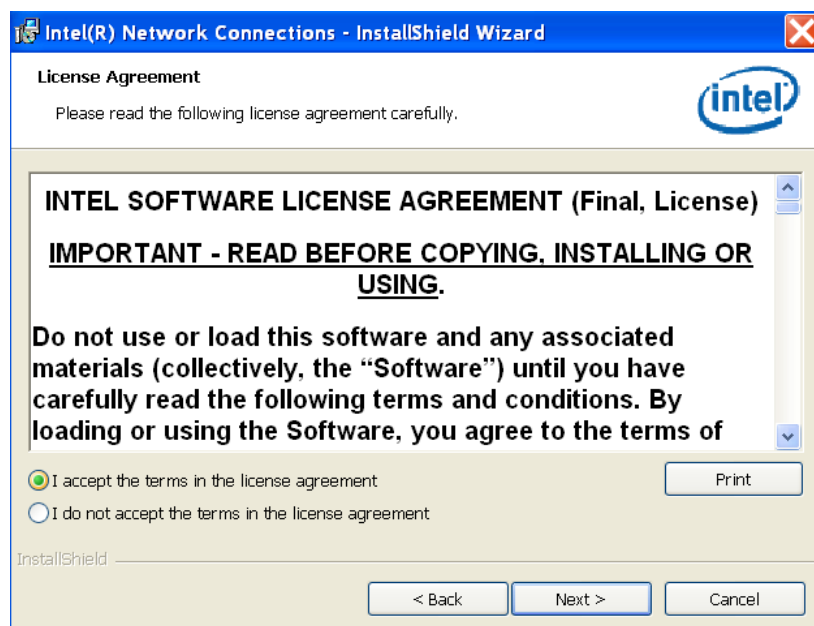 Intel(R) Network Connections - InstallShield Wizard
License Agreement
Please read the following license agreement carefully.
intel
INTEL SOFTWARE LICENSE AGREEMENT (Final, License)
IMPORTANT - READ BEFORE COPYING, INSTALLING OR
USING.
Do not use or load this software and any associated
materials (collectively, the “Software”) until you have
carefully read the following terms and conditions. By
loading or using the Software, you agree to the terms of
I accept the terms in the license agreement
Print
I do not accept the terms in the license agreement
InstallShield
< Back
Next >
Cancel